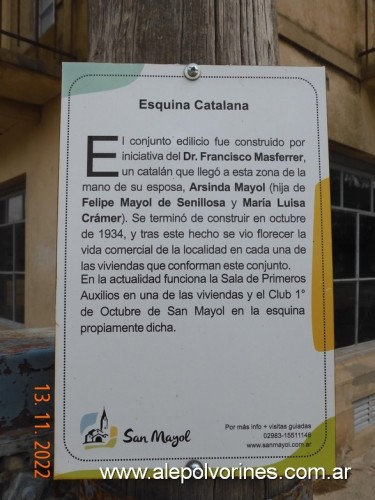 Esquina Catalana
El conjunto edilicio fue construido por
iniciativa del Dr. Francisco Masferrer,
un catalán que llegó a esta zona de la
mano de su esposa, Arsinda Mayol (hija de
Felipe Mayol de Senillosa y María Luisa
Crámer). Se terminó de construir en octubre
de 1934, y tras este hecho se vio florecer la
vida comercial de la localidad en cada una de
las viviendas que conforman este conjunto.
En la actualidad funciona la Sala de Primeros
Auxilios en una de las viviendas y el Club 1°
de Octubre de San Mayol en la esquina
propiamente dicha.
San Mayol
Por más info + visitas guiadas
02983-15511146
www.sanmayol.com.ar
13.11.2022
www.alepolvorines.com.ar